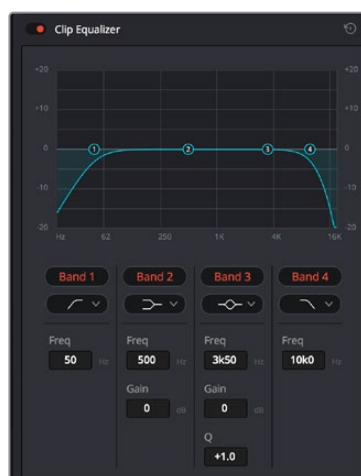 Clip Equalizer
+20 +20
+10 +10
0 0
-10 -10
-20 -20
Hz 62 250 1K 4K 16K
1 2 3 4
Band 1 Band 2 Band 3 Band 4
Freq Freq Freq Freq
50 Hz 500 Hz 3k50 Hz 10k0 Hz
Gain Gain
0 dB 0 dB
Q
+1.0